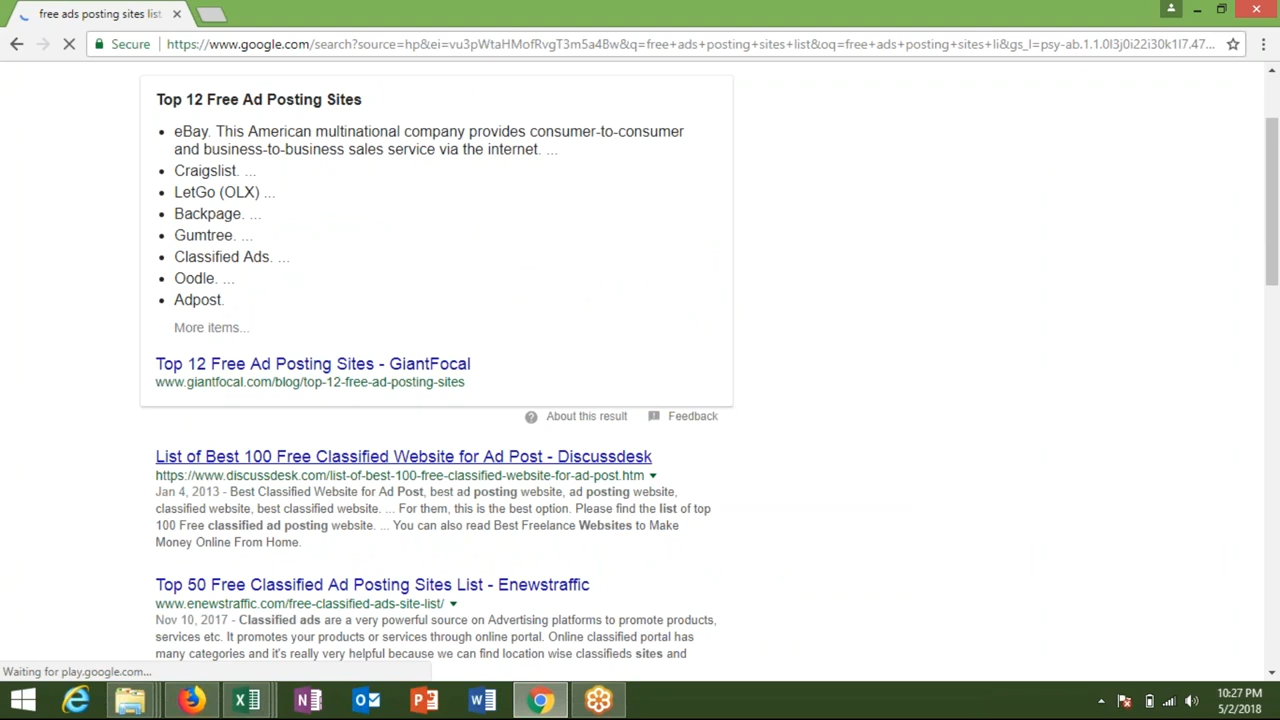 free ads posting sites list
Secure
https://www.google.com/search?source=hp&ei=vu3pWtaHMofRvgT3m5a4Bw&q=free+ads+posting+sites+list&oq=free+ads+posting+sites+li&gs_l=psy-ab.1.1.0l3j0i22i30k1l7.47...
Top 12 Free Ad Posting Sites
• eBay. This American multinational company provides consumer-to-consumer
and business-to-business sales service via the internet. ...
• Craigslist. ...
• LetGo (OLX) ...
• Backpage. ...
• Gumtree. ...
• Classified Ads. ...
• Oodle. ...
• Adpost.
More items...
Top 12 Free Ad Posting Sites - GiantFocal
www.giantfocal.com/blog/top-12-free-ad-posting-sites
About this result Feedback
List of Best 100 Free Classified Website for Ad Post - Discussdesk
https://www.discussdesk.com/list-of-best-100-free-classified-website-for-ad-post.htm
Jan 4, 2013 - Best Classified Website for Ad Post, best ad posting website, ad posting website,
classified website, best classified website. ... For them, this is the best option. Please find the list of top
100 Free classified ad posting website. ... You can also read Best Freelance Websites to Make
Money Online From Home.
Top 50 Free Classified Ad Posting Sites List - Enewstraffic
www.enewstraffic.com/free-classified-ads-site-list/
Nov 10, 2017 - Classified ads are a very powerful source on Advertising platforms to promote products,
services etc. It promotes your products or services through online portal. Online classified portal has
many categories and it's really very helpful because we can find location wise classifieds sites and
Waiting for play.google.com...
10:27 PM
5/2/2018